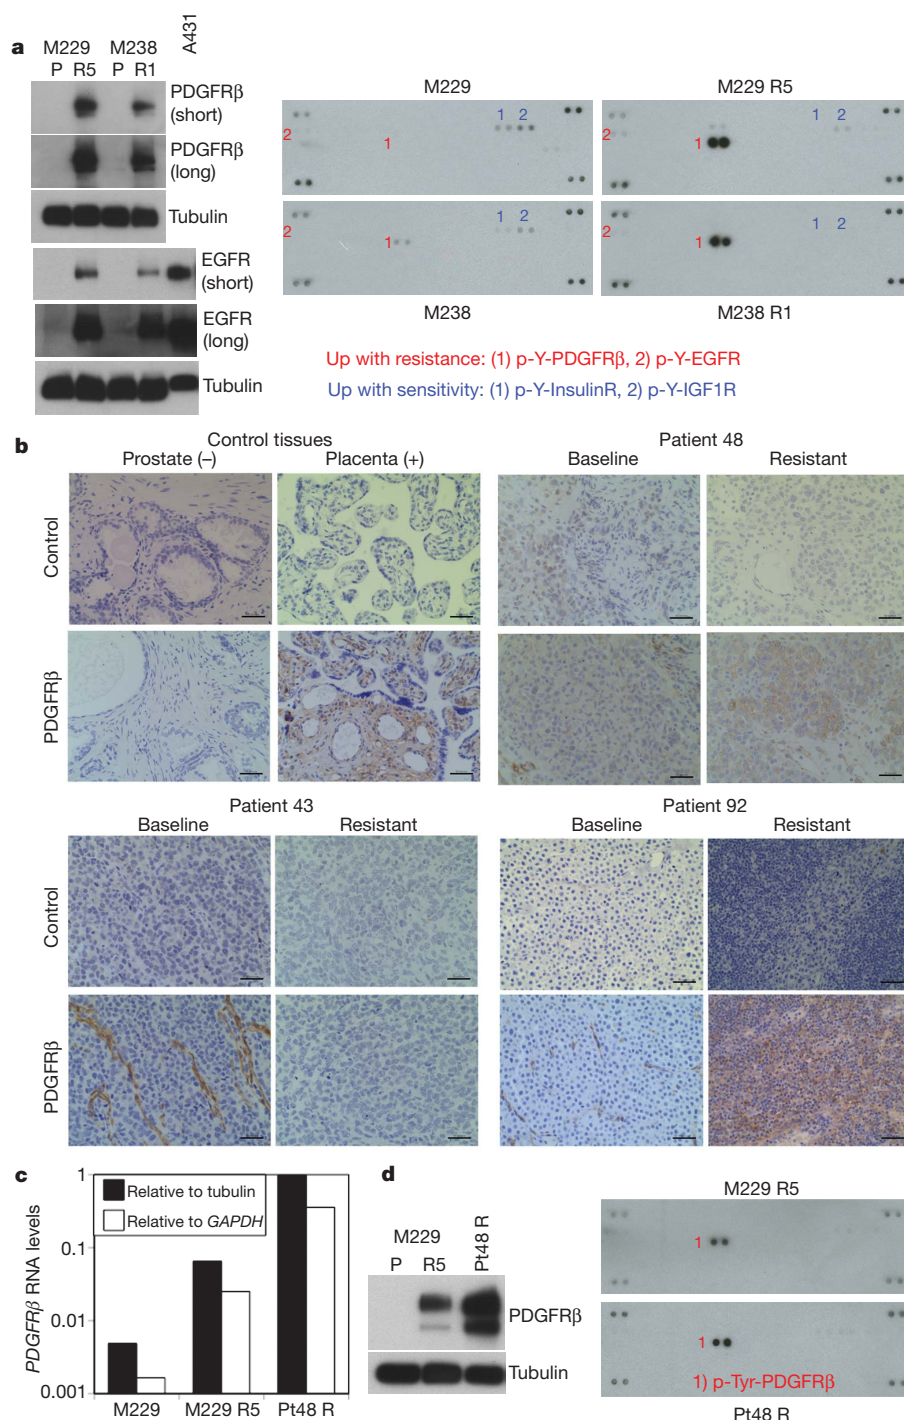 a
M229 M238 A431
P R5 P R1
PDGFRβ
(short)
PDGFRβ
(long)
Tubulin
EGFR
(short)
EGFR
(long)
Tubulin
M229
M229 R5
1 2
2
1
1 2
2
1
1 2
2
1
1 2
2
1
M238
M238 R1
Up with resistance: (1) p-Y-PDGFRβ, 2) p-Y-EGFR
Up with sensitivity: (1) p-Y-InsulinR, 2) p-Y-IGF1R
b
Control tissues
Prostate (–) Placenta (+)
Patient 48
Baseline Resistant
Control
PDGFRβ
Patient 43
Baseline Resistant
Patient 92
Baseline Resistant
Control
PDGFRβ
c
PDGFRβ RNA levels
1
0.1
0.01
0.001
Relative to tubulin
Relative to GAPDH
M229 M229 R5 Pt48 R
d
M229 Pt48 R
P R5
PDGFRβ
Tubulin
M229 R5
1
1
1) p-Tyr-PDGFRβ
Pt48 R